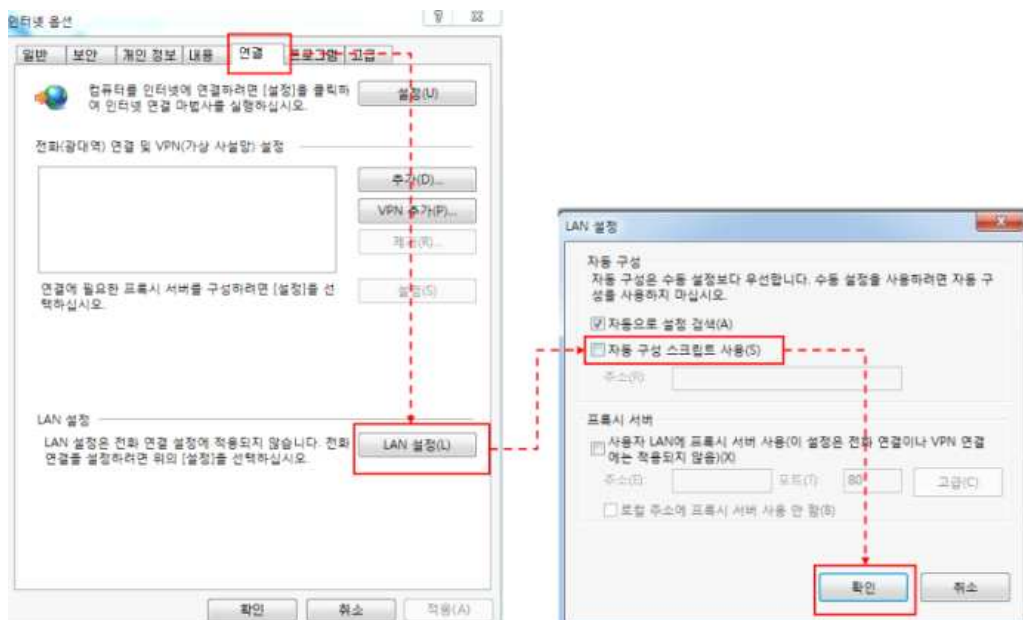 인터넷 옵션
일반
보안
개인 정보
내용
연결
프로그램
고급
컴퓨터를 인터넷에 연결하려면 [설정]을 클릭하
여 인터넷 연결 마법사를 실행하십시오.
설정(U)
전화(광대역) 연결 및 VPN(가상 사설망) 설정
추가(D)...
VPN 추가(P)...
제거(R)...
연결에 필요한 프록시 서버를 구성하려면 [설정]을 선
택하십시오.
설정(S)
LAN 설정
LAN 설정은 전화 연결 설정에 적용되지 않습니다. 전화
연결을 설정하려면 위의 [설정]을 선택하십시오.
LAN 설정(L)
확인
취소
적용(A)
LAN 설정
자동 구성
자동 구성은 수동 설정보다 우선합니다. 수동 설정을 사용하려면 자동 구
성을 사용하지 마십시오.
자동으로 설정 검색(A)
자동 구성 스크립트 사용(S)
주소(R):
프록시 서버
사용자 LAN에 프록시 서버 사용(이 설정은 전화 연결이나 VPN 연결
에는 적용되지 않음)(X)
주소(E):
포트(T):
80
고급(C)
로컬 주소에 프록시 서버 사용 안 함(B)
확인
취소